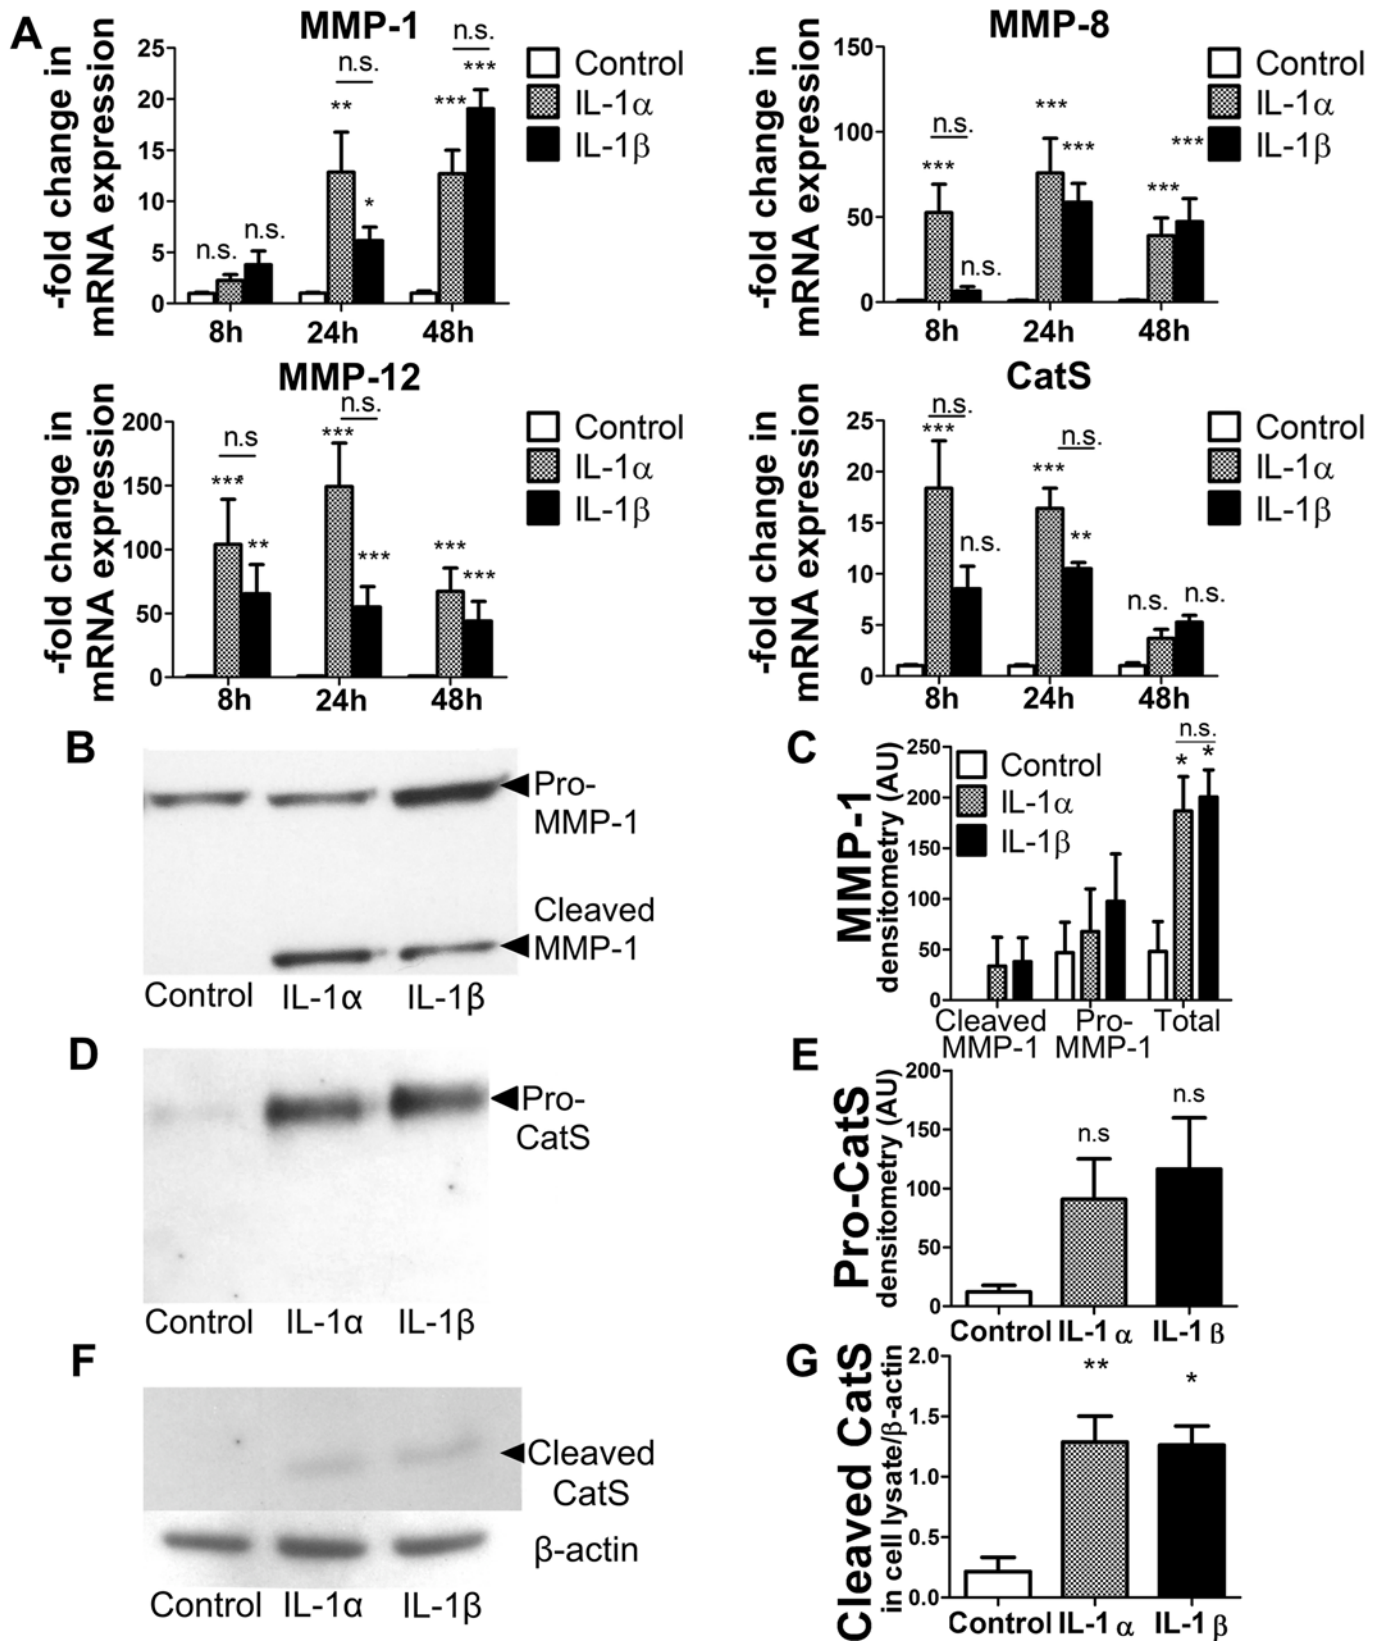 A
MMP-1
-fold change in
mRNA expression
25
20
15
10
5
0
n.s.
n.s.
**
n.s.
*
***
n.s.
***
8h
24h
48h
Control
IL-1α
IL-1β
MMP-8
-fold change in
mRNA expression
150
100
50
0
n.s.
***
n.s.
***
***
***
***
8h
24h
48h
Control
IL-1α
IL-1β
MMP-12
-fold change in
mRNA expression
200
150
100
50
0
n.s
***
**
n.s.
***
***
***
***
8h
24h
48h
Control
IL-1α
IL-1β
CatS
-fold change in
mRNA expression
25
20
15
10
5
0
n.s.
***
n.s.
n.s.
***
**
n.s.
n.s.
8h
24h
48h
Control
IL-1α
IL-1β
B
Pro-
MMP-1
Cleaved
MMP-1
Control IL-1α IL-1β
C
MMP-1
densitometry (AU)
250
200
150
100
50
0
Control
IL-1α
IL-1β
n.s.
* *
Cleaved
MMP-1
Pro-
MMP-1
Total
D
Pro-
CatS
Control IL-1α IL-1β
E
Pro-CatS
densitometry (AU)
200
150
100
50
0
n.s
n.s
Control IL-1 α IL-1 β
F
Cleaved
CatS
β-actin
Control IL-1α IL-1β
G
Cleaved CatS
in cell lysate/β-actin
2.0
1.5
1.0
0.5
0.0
**
*
Control IL-1 α IL-1 β